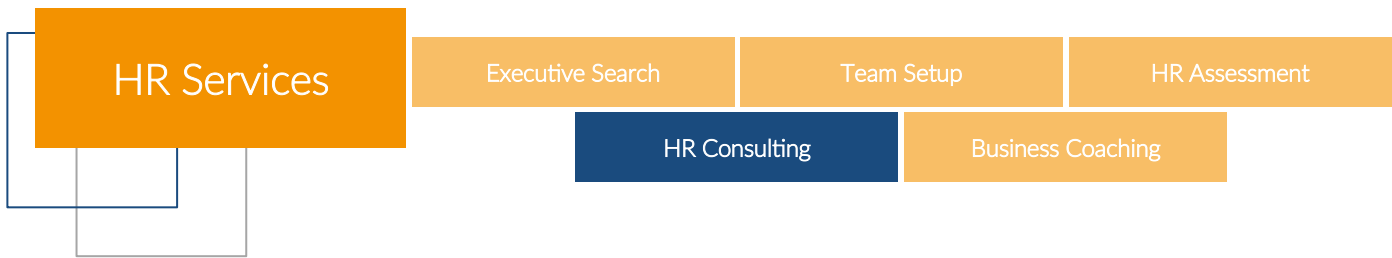 HR Services
Executive Search
Team Setup
HR Assessment
HR Consulting
Business Coaching